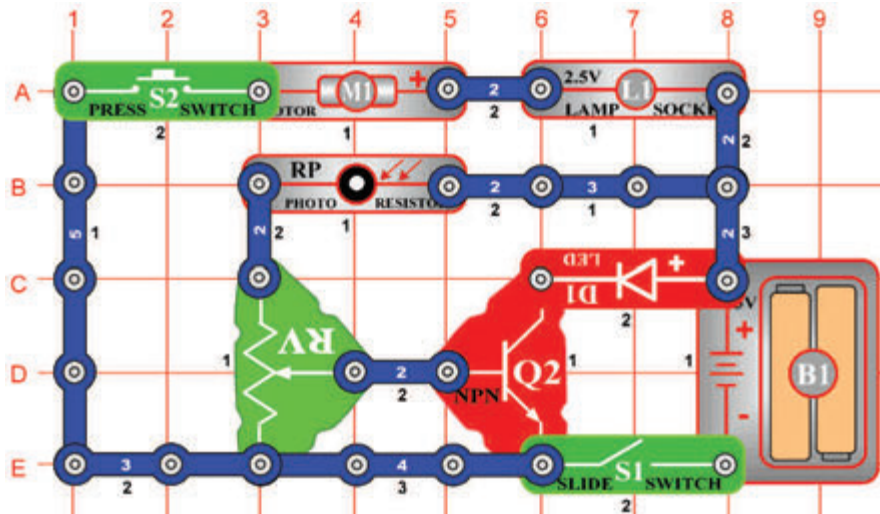 1 2 3 4 5 6 7 8 9
A
PRESS S2 SWITCH
2
M1 +
OTOR
1
2
2
2.5V L1
LAMP SOCKE
1
2 2
B
RP
PHOTO RESISTO
1
2
2
3
1
5 1
2 2
2 3
C
LED
D1 +
2
V
D
1
RV
2
2
NPN Q2
1
1
+
-
B1
E
3
2
4
3
S1
SLIDE SWITCH
2